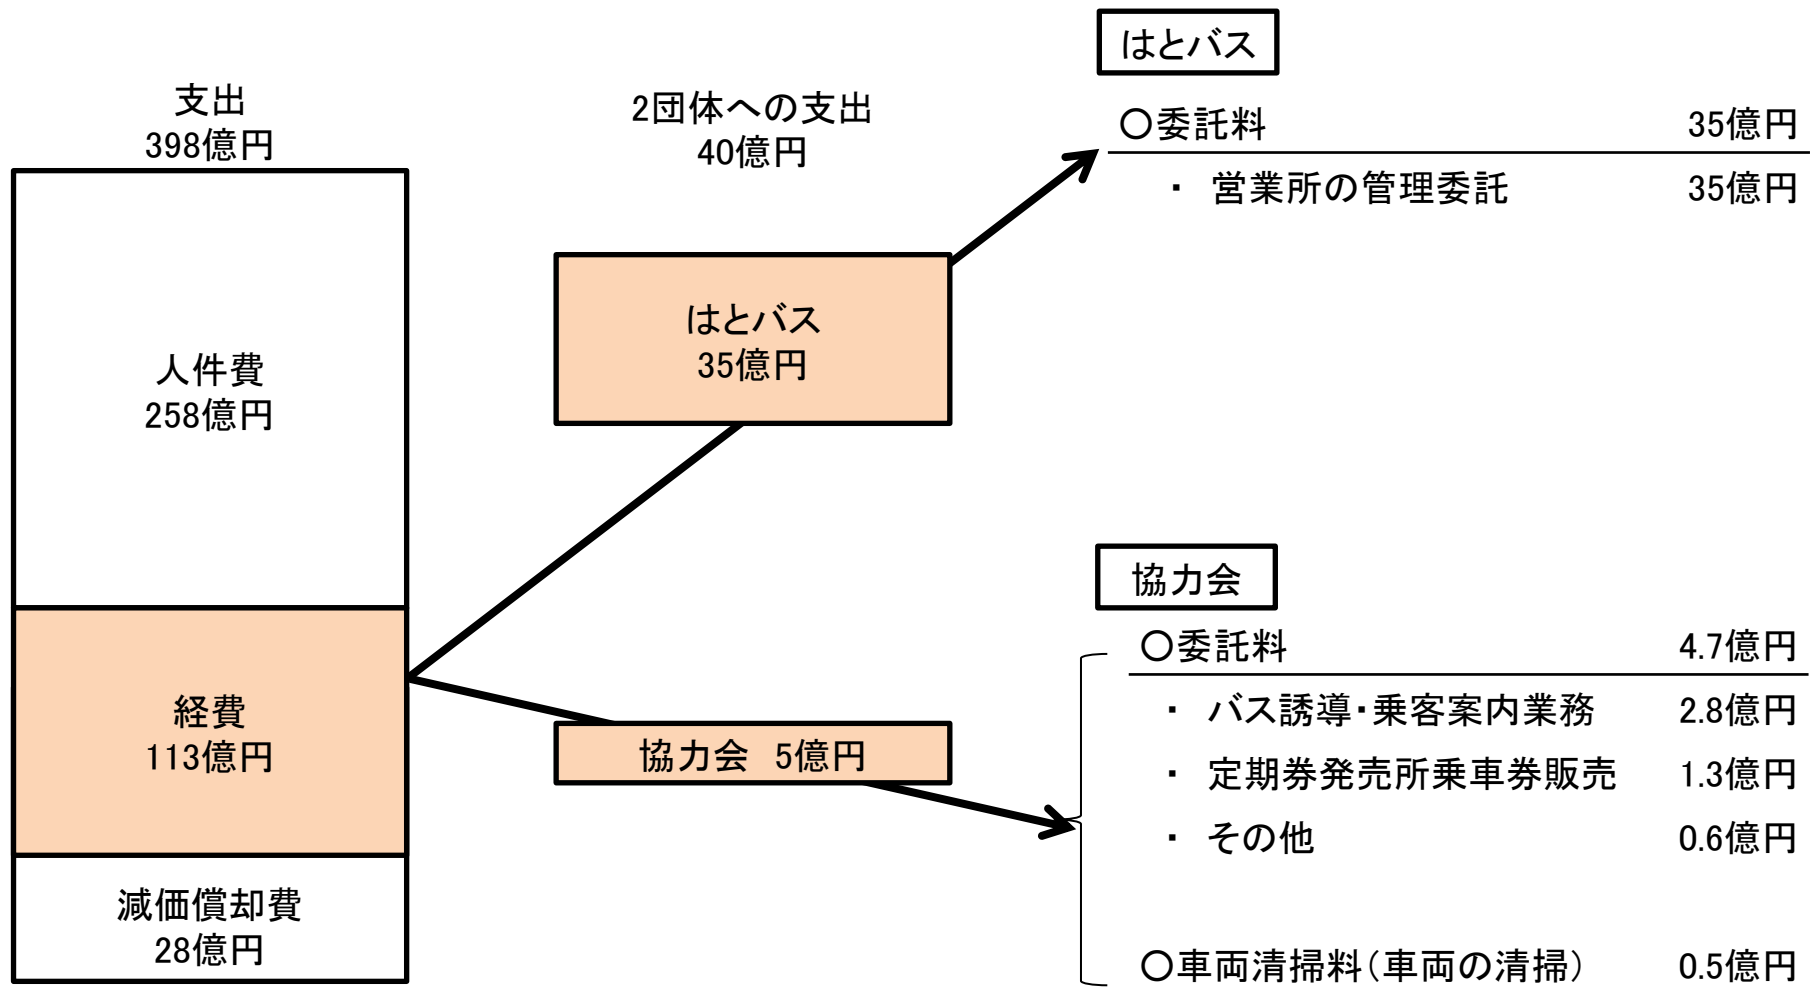 支出
398億円
人件費
258億円
経費
113億円
減価償却費
28億円
2団体への支出
40億円
はとバス
35億円
協力会 5億円
はとバス
○委託料 35億円
・ 営業所の管理委託 35億円
協力会
○委託料 4.7億円
・ バス誘導・乗客案内業務 2.8億円
・ 定期券発売所乗車券販売 1.3億円
・ その他 0.6億円
○車両清掃料(車両の清掃) 0.5億円